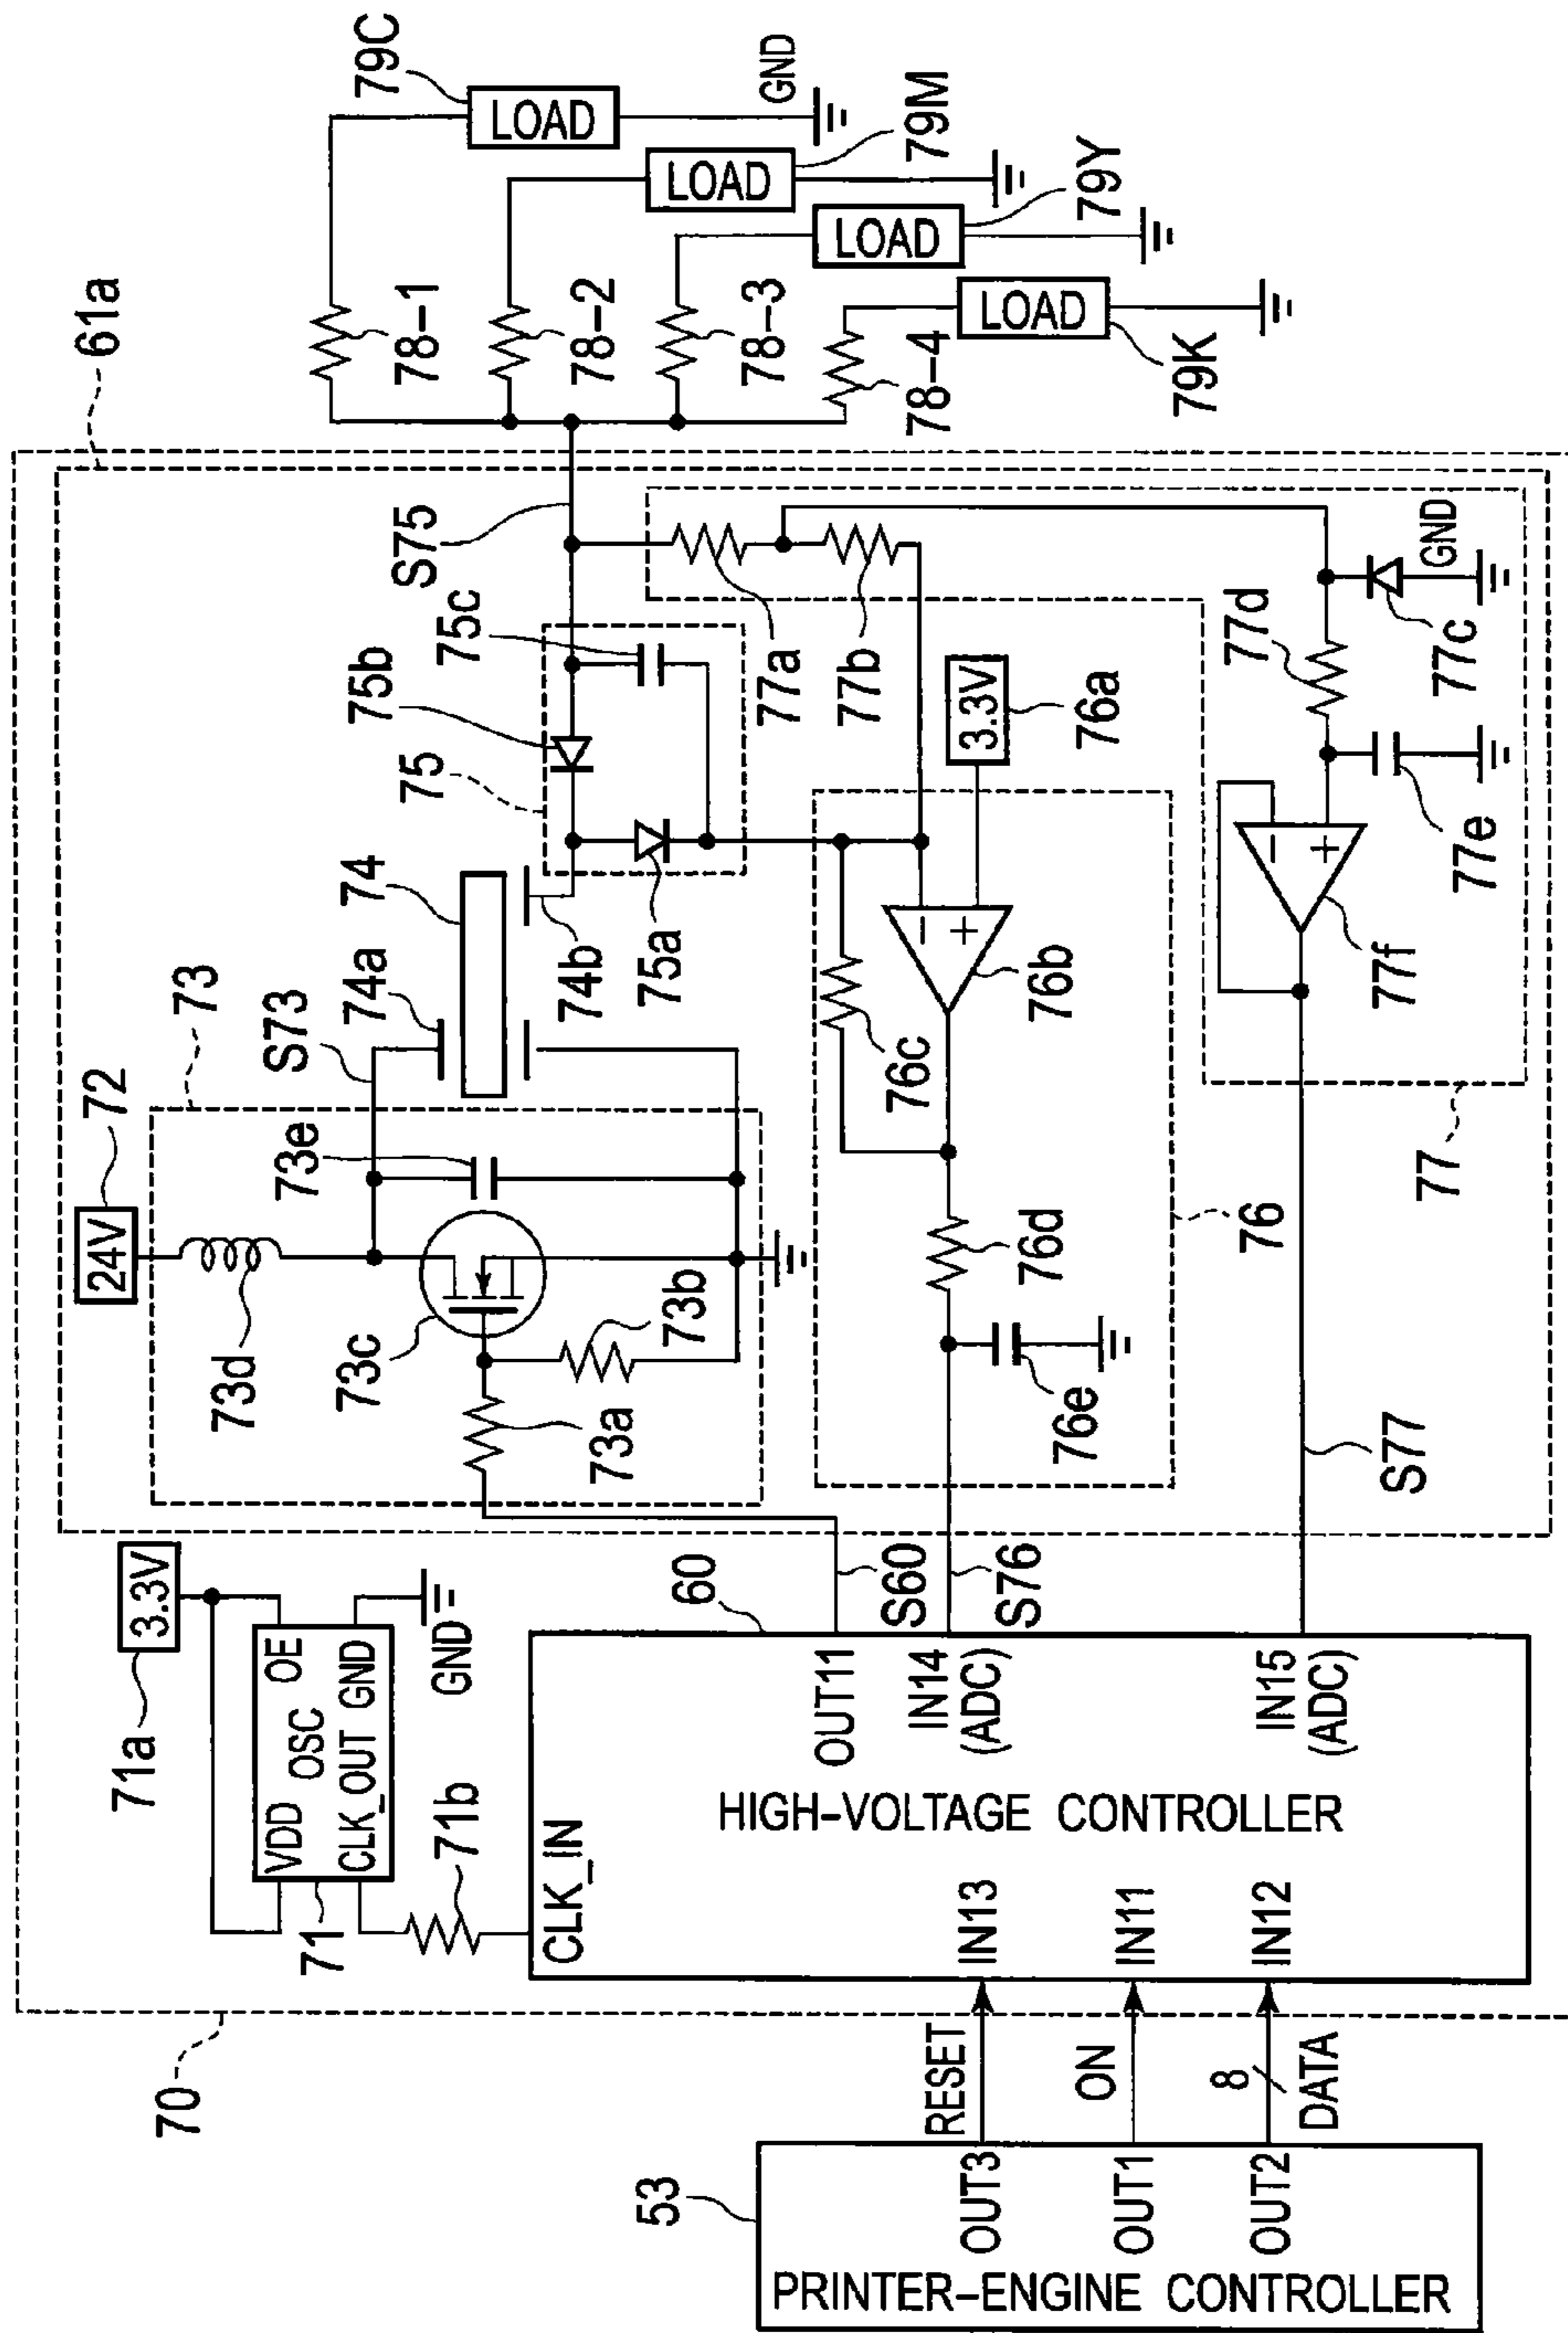 70
61a
53
PRINTER–ENGINE CONTROLLER
OUT3
OUT1
OUT2
RESET
ON
8
DATA
71a
3.3V
VDD
OE
OSC
CLK_OUT
GND
GND
71
71b
60
CLK_IN
HIGH–VOLTAGE CONTROLLER
IN13
IN11
IN12
OUT11
IN14
(ADC)
IN15
(ADC)
S60
S76
S77
72
24V
73
73d
73c
73e
73b
73a
S73
74a
74
74b
75
75b
75c
75a
S75
77a
77b
76a
3.3V
76b
76c
76d
76e
76
77
77f
77e
77d
77c
GND
78–1
78–2
78–3
78–4
79C
LOAD
GND
79M
LOAD
79Y
LOAD
79K
LOAD